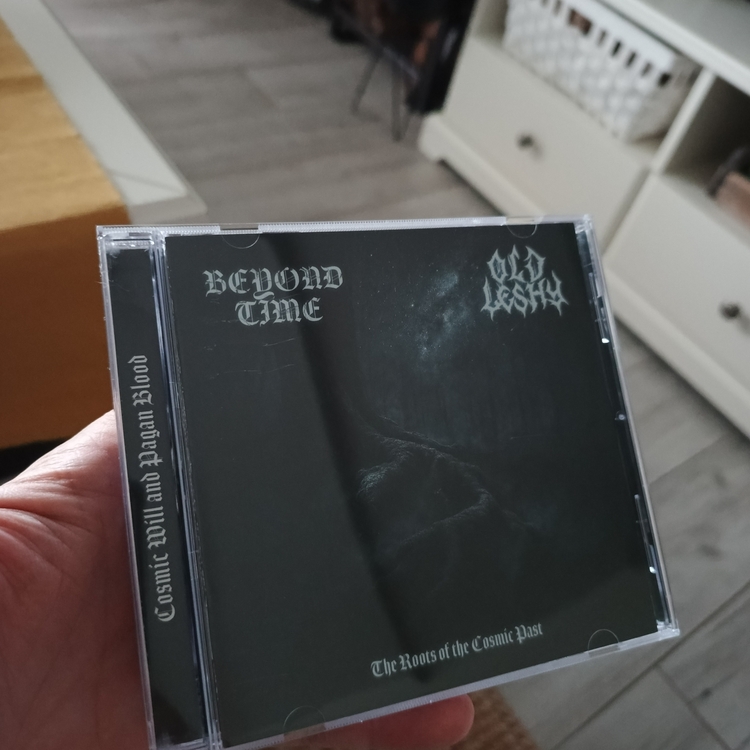 BEYOND
TIME
OLD
LESHY
Cosmic Will and Pagan Blood
The Roots of the Cosmic Past